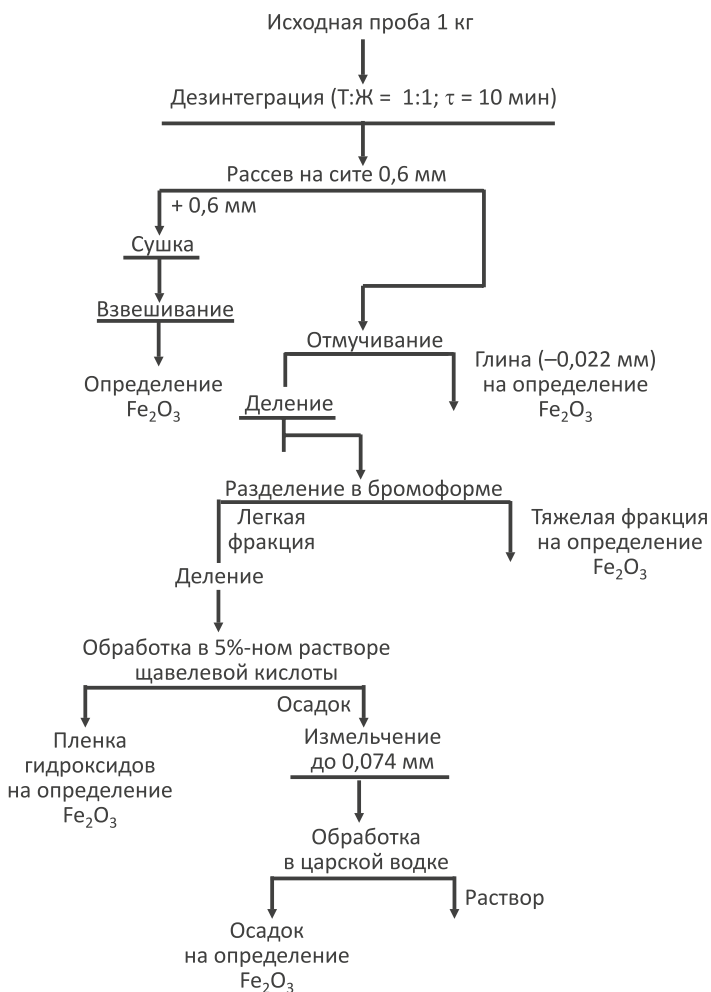 Исходная проба 1 кг
Дезинтеграция (Т:Ж = 1:1; τ = 10 мин)
Рассев на сите 0,6 мм
+ 0,6 мм
Сушка
Взвешивание
Определение
Fe₂O₃
Отмучивание
Глина (–0,022 мм)
на определение
Fe₂O₃
Деление
Разделение в бромоформе
Легкая
фракция
Тяжелая фракция
на определение
Fe₂O₃
Деление
Обработка в 5%-ном растворе
щавелевой кислоты
Осадок
Пленка
гидроксидов
на определение
Fe₂O₃
Измельчение
до 0,074 мм
Обработка
в царской водке
Раствор
Осадок
на определение
Fe₂O₃